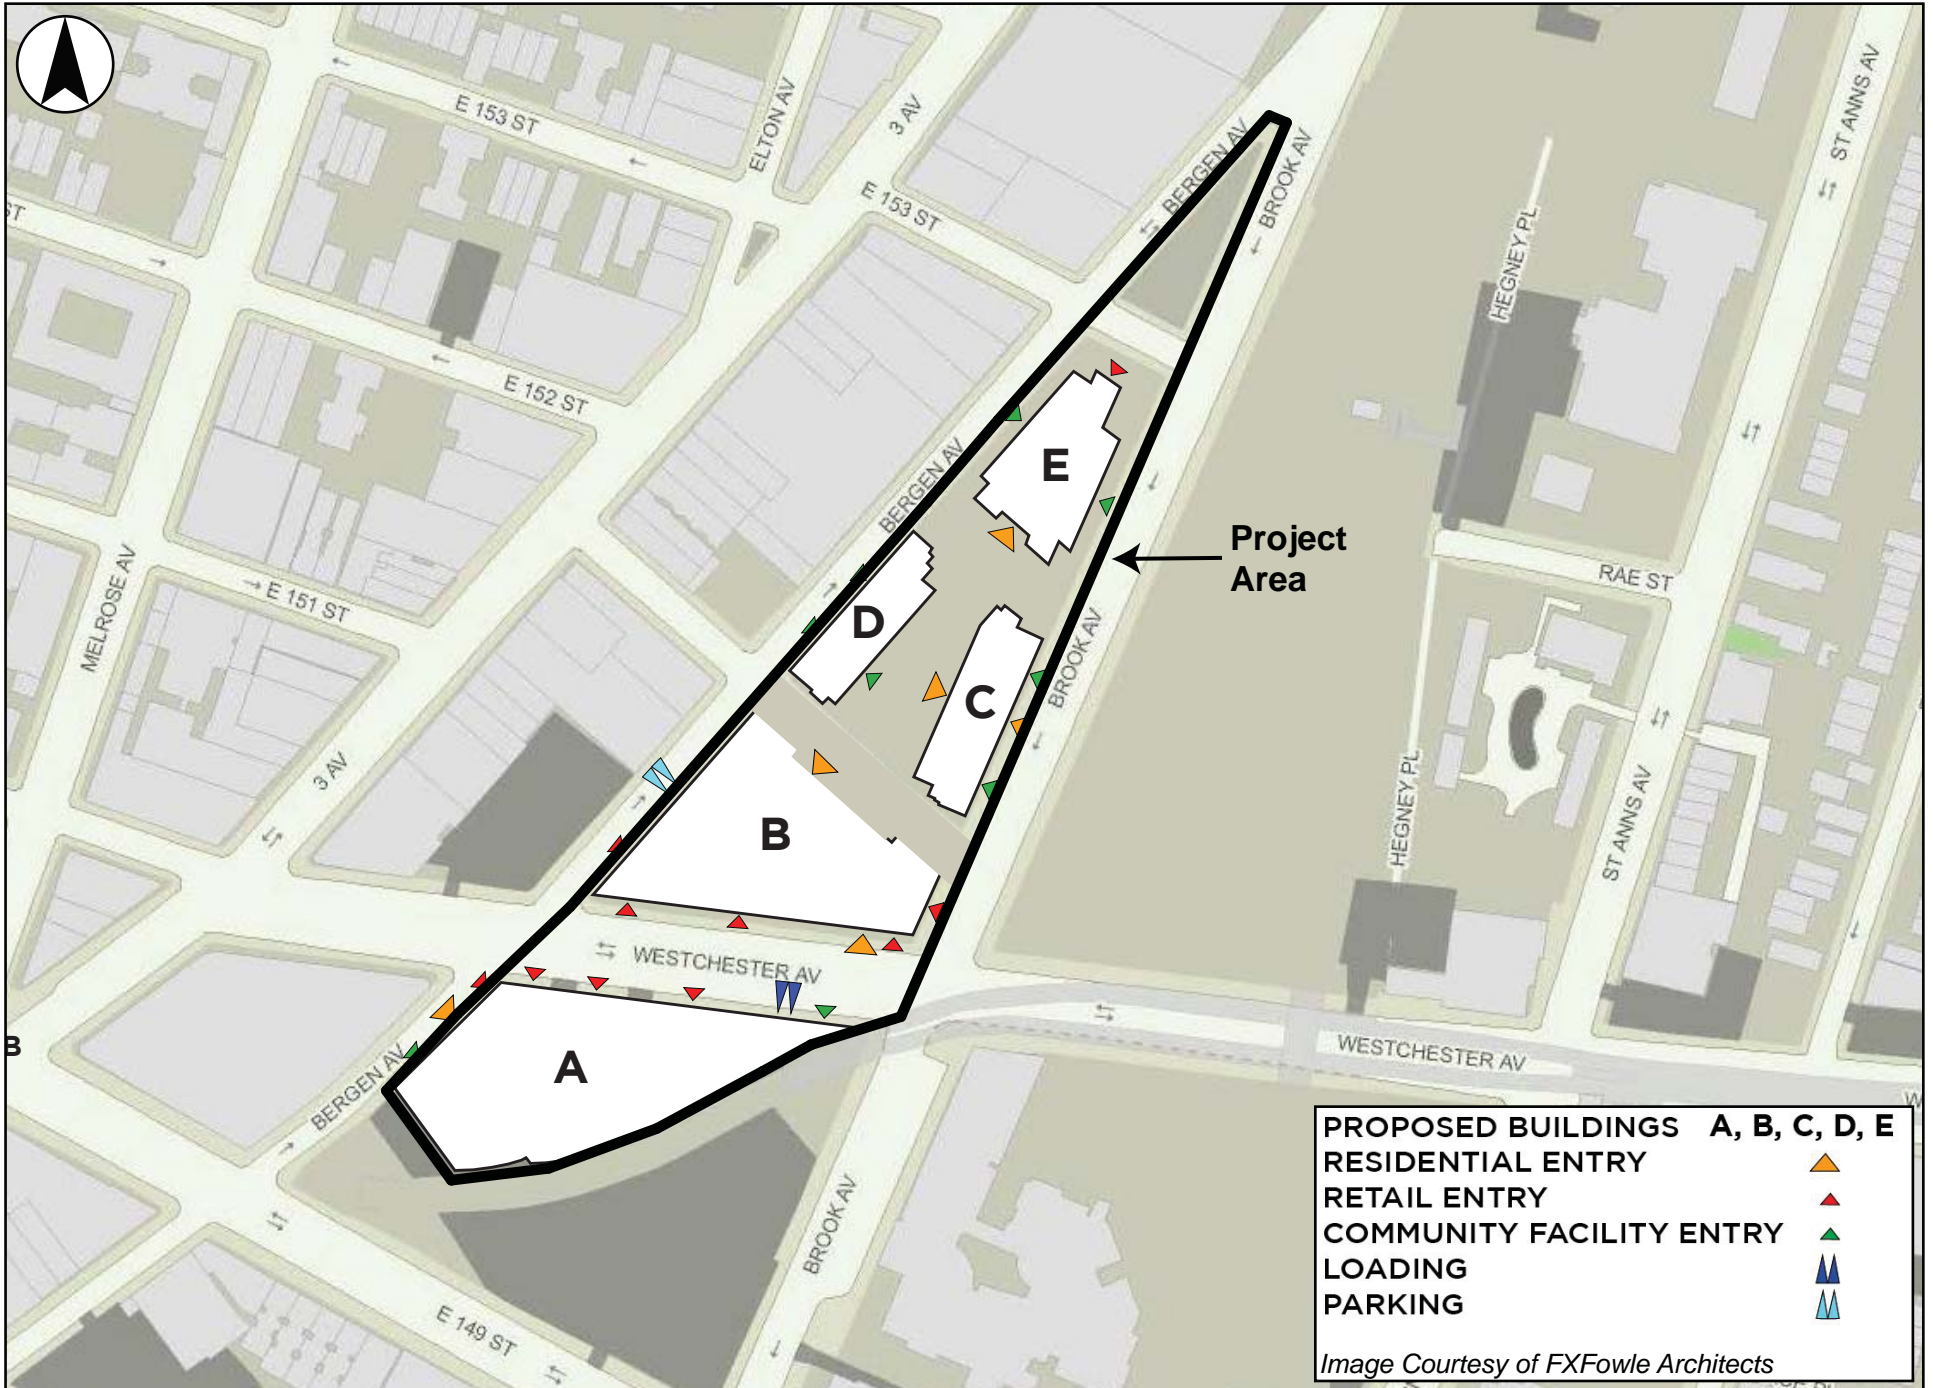 E 153 ST
ELTON AV
3 AV
E 153 ST
BERGEN AV
BROOK AV
ST ANNS AV
HEGNEY PL
ST
E 152 ST
BERGEN AV
E
Project
Area
RAE ST
MELROSE AV
E 151 ST
D
C
BROOK AV
3 AV
B
HEGNEY PL
ST ANNS AV
WESTCHESTER AV
B
A
BERGEN AV
WESTCHESTER AV
W
BROOK AV
E 149 ST
PROPOSED BUILDINGS A, B, C, D, E
RESIDENTIAL ENTRY
RETAIL ENTRY
COMMUNITY FACILITY ENTRY
LOADING
PARKING
Image Courtesy of FXFowle Architects